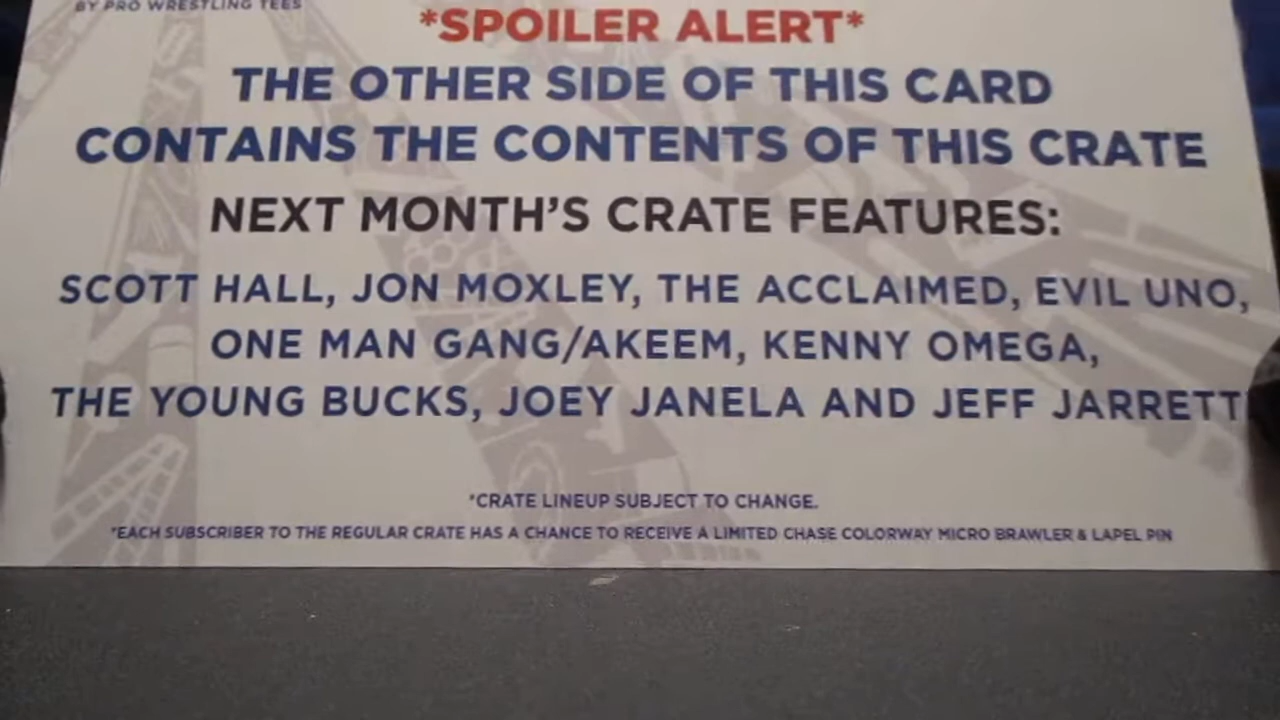 BY PRO WRESTLING TEES
*SPOILER ALERT*
THE OTHER SIDE OF THIS CARD
CONTAINS THE CONTENTS OF THIS CRATE
NEXT MONTH'S CRATE FEATURES:
SCOTT HALL, JON MOXLEY, THE ACCLAIMED, EVIL UNO,
ONE MAN GANG/AKEEM, KENNY OMEGA,
THE YOUNG BUCKS, JOEY JANELA AND JEFF JARRETT
*CRATE LINEUP SUBJECT TO CHANGE.
*EACH SUBSCRIBER TO THE REGULAR CRATE HAS A CHANCE TO RECEIVE A LIMITED CHASE COLORWAY MICRO BRAWLER & LAPEL PIN